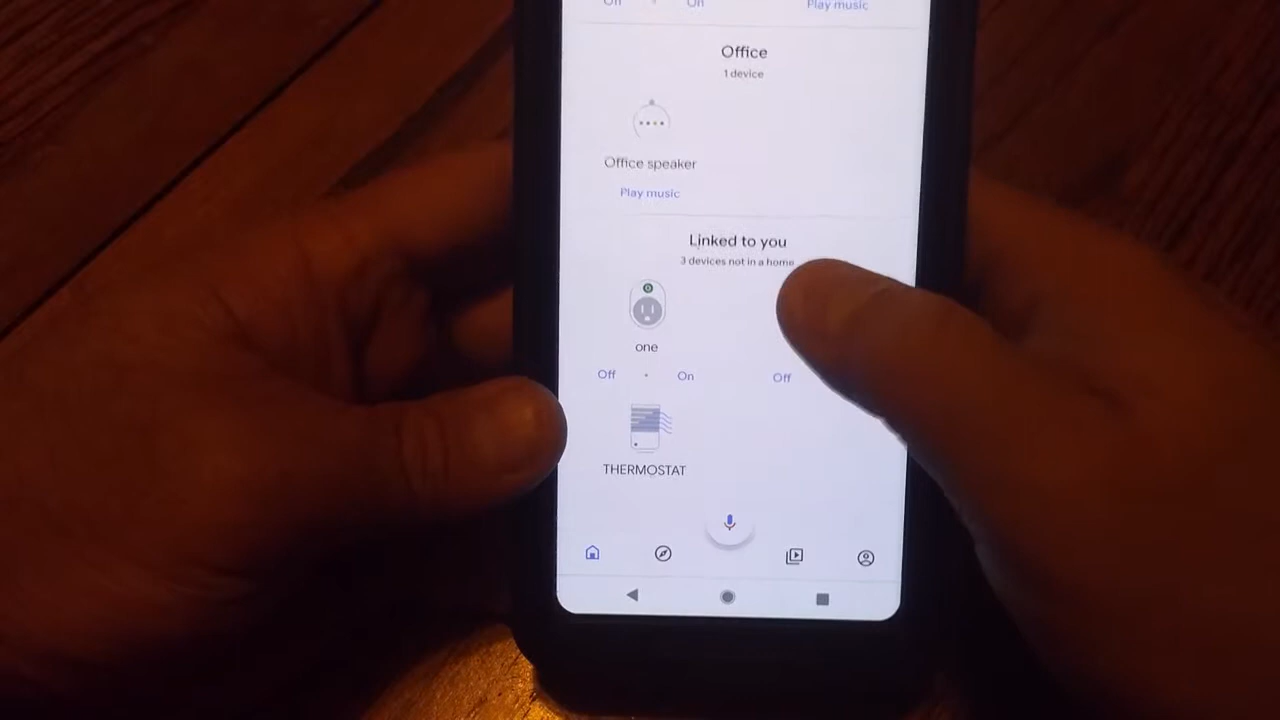 On • On
Play music
Office
1 device
Office speaker
Play music
Linked to you
3 devices not in a home
one
Off • On
Off
THERMOSTAT